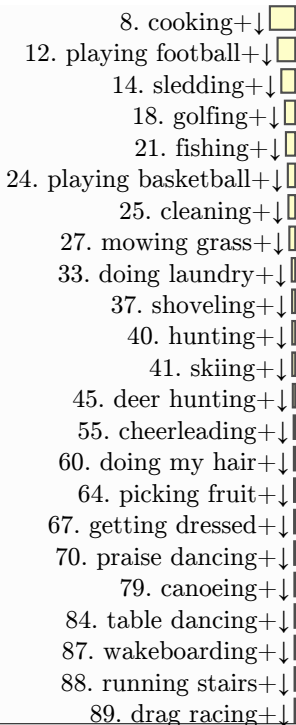 8. cooking+↓
12. playing football+↓
14. sledding+↓
18. golfing+↓
21. fishing+↓
24. playing basketball+↓
25. cleaning+↓
27. mowing grass+↓
33. doing laundry+↓
37. shoveling+↓
40. hunting+↓
41. skiing+↓
45. deer hunting+↓
55. cheerleading+↓
60. doing my hair+↓
64. picking fruit+↓
67. getting dressed+↓
70. praise dancing+↓
79. canoeing+↓
84. table dancing+↓
87. wakeboarding+↓
88. running stairs+↓
89. drag racing+↓